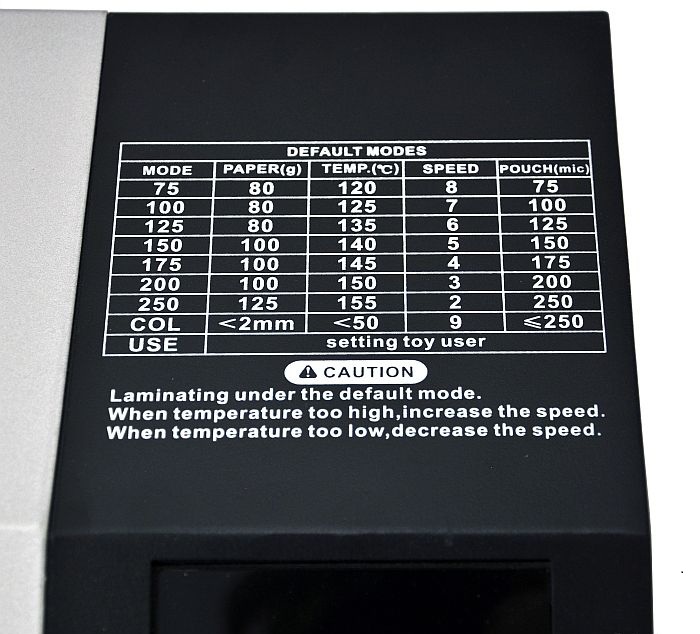 DEFAULT MODES
MODE PAPER(g) TEMP.(℃) SPEED POUCH(mic)
75 80 120 8 75
100 80 125 7 100
125 80 135 6 125
150 100 140 5 150
175 100 145 4 175
200 100 150 3 200
250 125 155 2 250
COL <2mm <50 9 ⩽250
USE setting toy user
CAUTION
Laminating under the default mode.
When temperature too high,increase the speed.
When temperature too low,decrease the speed.